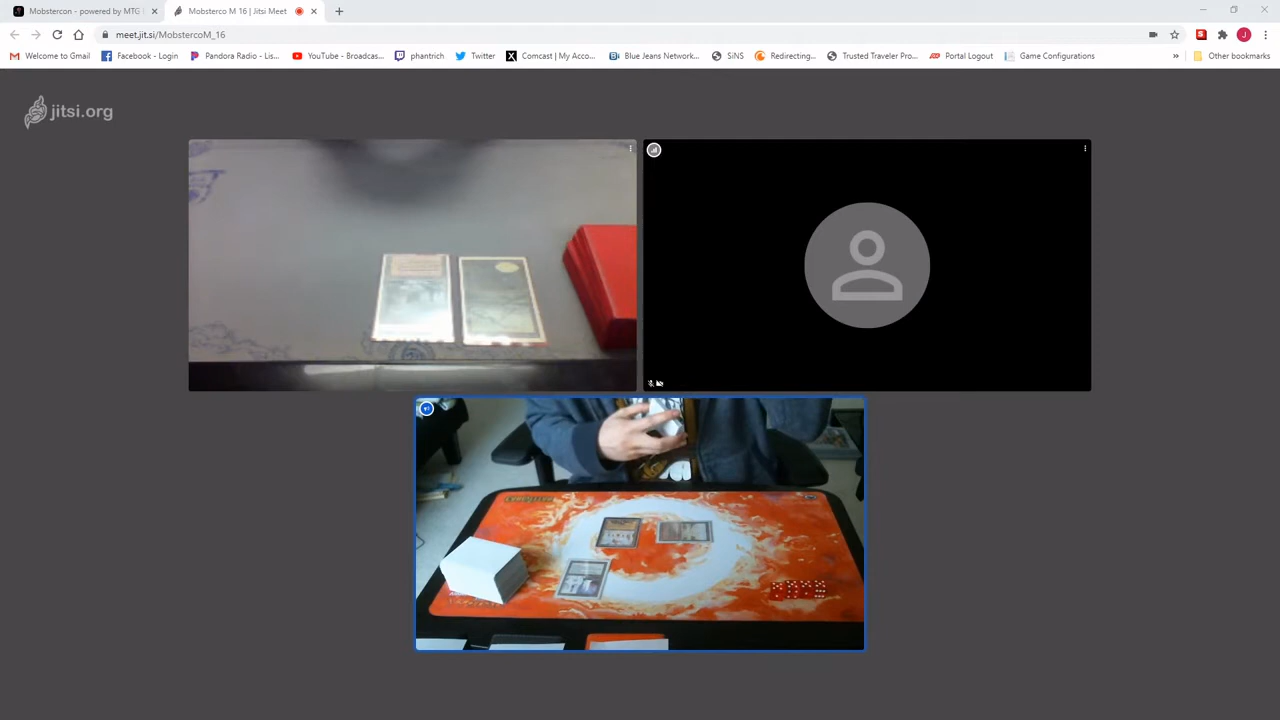 Mobstercon - powered by MTG
Mobsterco M 16 | Jitsi Meet
meet.jit.si/MobstercoM_16
Welcome to Gmail
Facebook - Login
Pandora Radio - Lis...
YouTube - Broadcas...
phantrich
Twitter
Comcast | My Acco...
Blue Jeans Network...
SiNS
Redirecting...
Trusted Traveler Pro...
Portal Logout
Game Configurations
»
Other bookmarks
jitsi.org